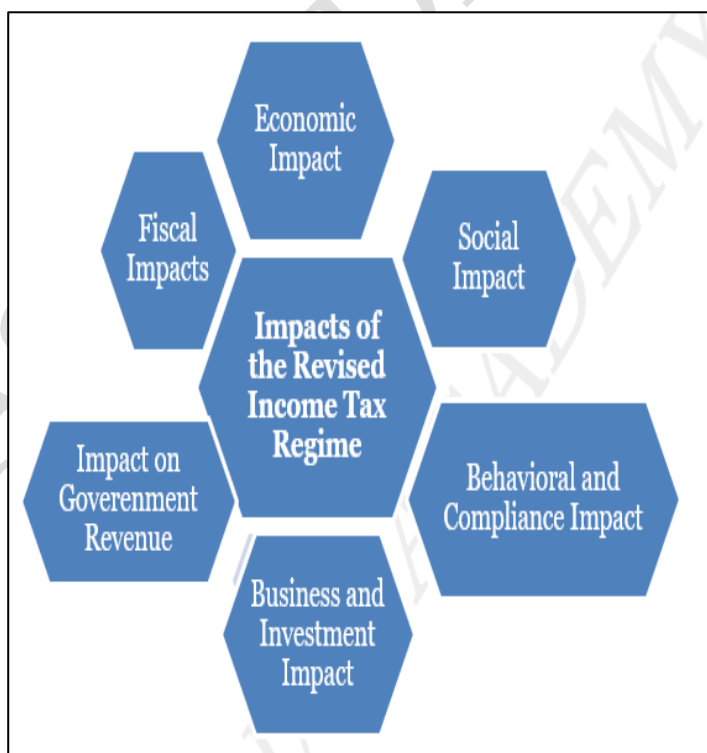 Economic
Impact
Fiscal
Impacts
Social
Impact
Impacts of
the Revised
Income Tax
Regime
Impact on
Goverenment
Revenue
Behavioral and
Compliance Impact
Business and
Investment
Impact